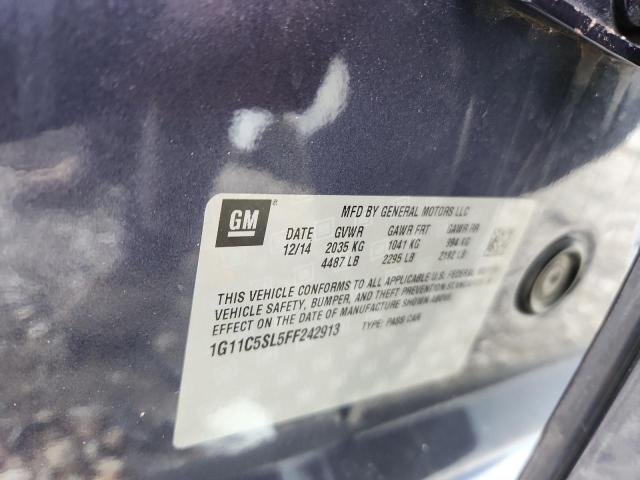 GM
MFD BY GENERAL MOTORS LLC
DATE GVWR GAWR FRT GAWR RR
12/14 2035 KG 1041 KG 994 KG
4487 LB 2295 LB 2192 LB
THIS VEHICLE CONFORMS TO ALL APPLICABLE U.S. FEDERAL MOTOR
VEHICLE SAFETY, BUMPER, AND THEFT PREVENTION STANDARDS IN
EFFECT ON THE DATE OF MANUFACTURE SHOWN ABOVE.
1G11C5SL5FF242913 TYPE: PASS CAR